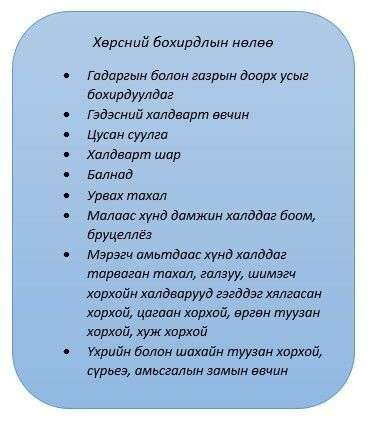 Хөрсний бохирдлын нөлөө
• Гадаргын болон газрын доорх усыг
бохирдуулдаг
• Гэдэсний халдварт өвчин
• Цусан суулга
• Халдварт шар
• Балнад
• Урвах тахал
• Малаас хүнд дамжин халддаг боом,
бруцеллёз
• Мэрэгч амьтдаас хүнд халддаг
тарваган тахал, галзуу, шимэгч
хорхойн халдварууд гэгддэг хялгасан
хорхой, цагаан хорхой, өргөн туузан
хорхой, хуж хорхой
• Үхрийн болон шахайн туузан хорхой,
сүрьеэ, амьсгалын замын өвчин